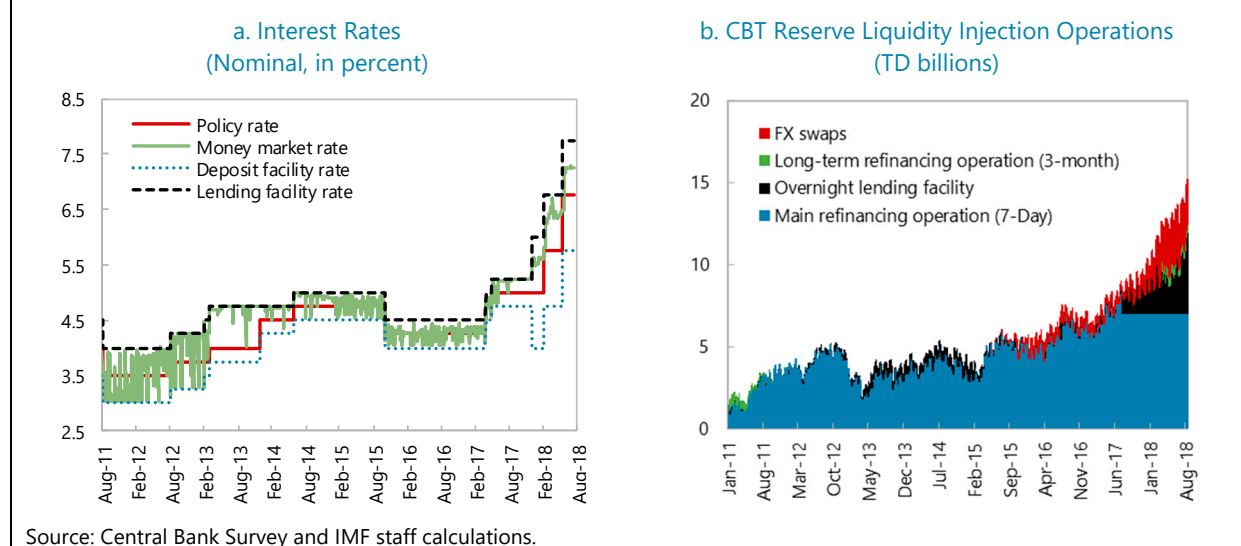 a. Interest Rates
(Nominal, in percent)
8.5
7.5
6.5
5.5
4.5
3.5
2.5
Policy rate
Money market rate
Deposit facility rate
Lending facility rate
Aug-11
Feb-12
Aug-12
Feb-13
Aug-13
Feb-14
Aug-14
Feb-15
Aug-15
Feb-16
Aug-16
Feb-17
Aug-17
Feb-18
Aug-18
b. CBT Reserve Liquidity Injection Operations
(TD billions)
20
15
10
5
0
FX swaps
Long-term refinancing operation (3-month)
Overnight lending facility
Main refinancing operation (7-Day)
Jan-11
Aug-11
Mar-12
Oct-12
May-13
Dec-13
Jul-14
Feb-15
Sep-15
Apr-16
Nov-16
Jun-17
Jan-18
Aug-18
Source: Central Bank Survey and IMF staff calculations.